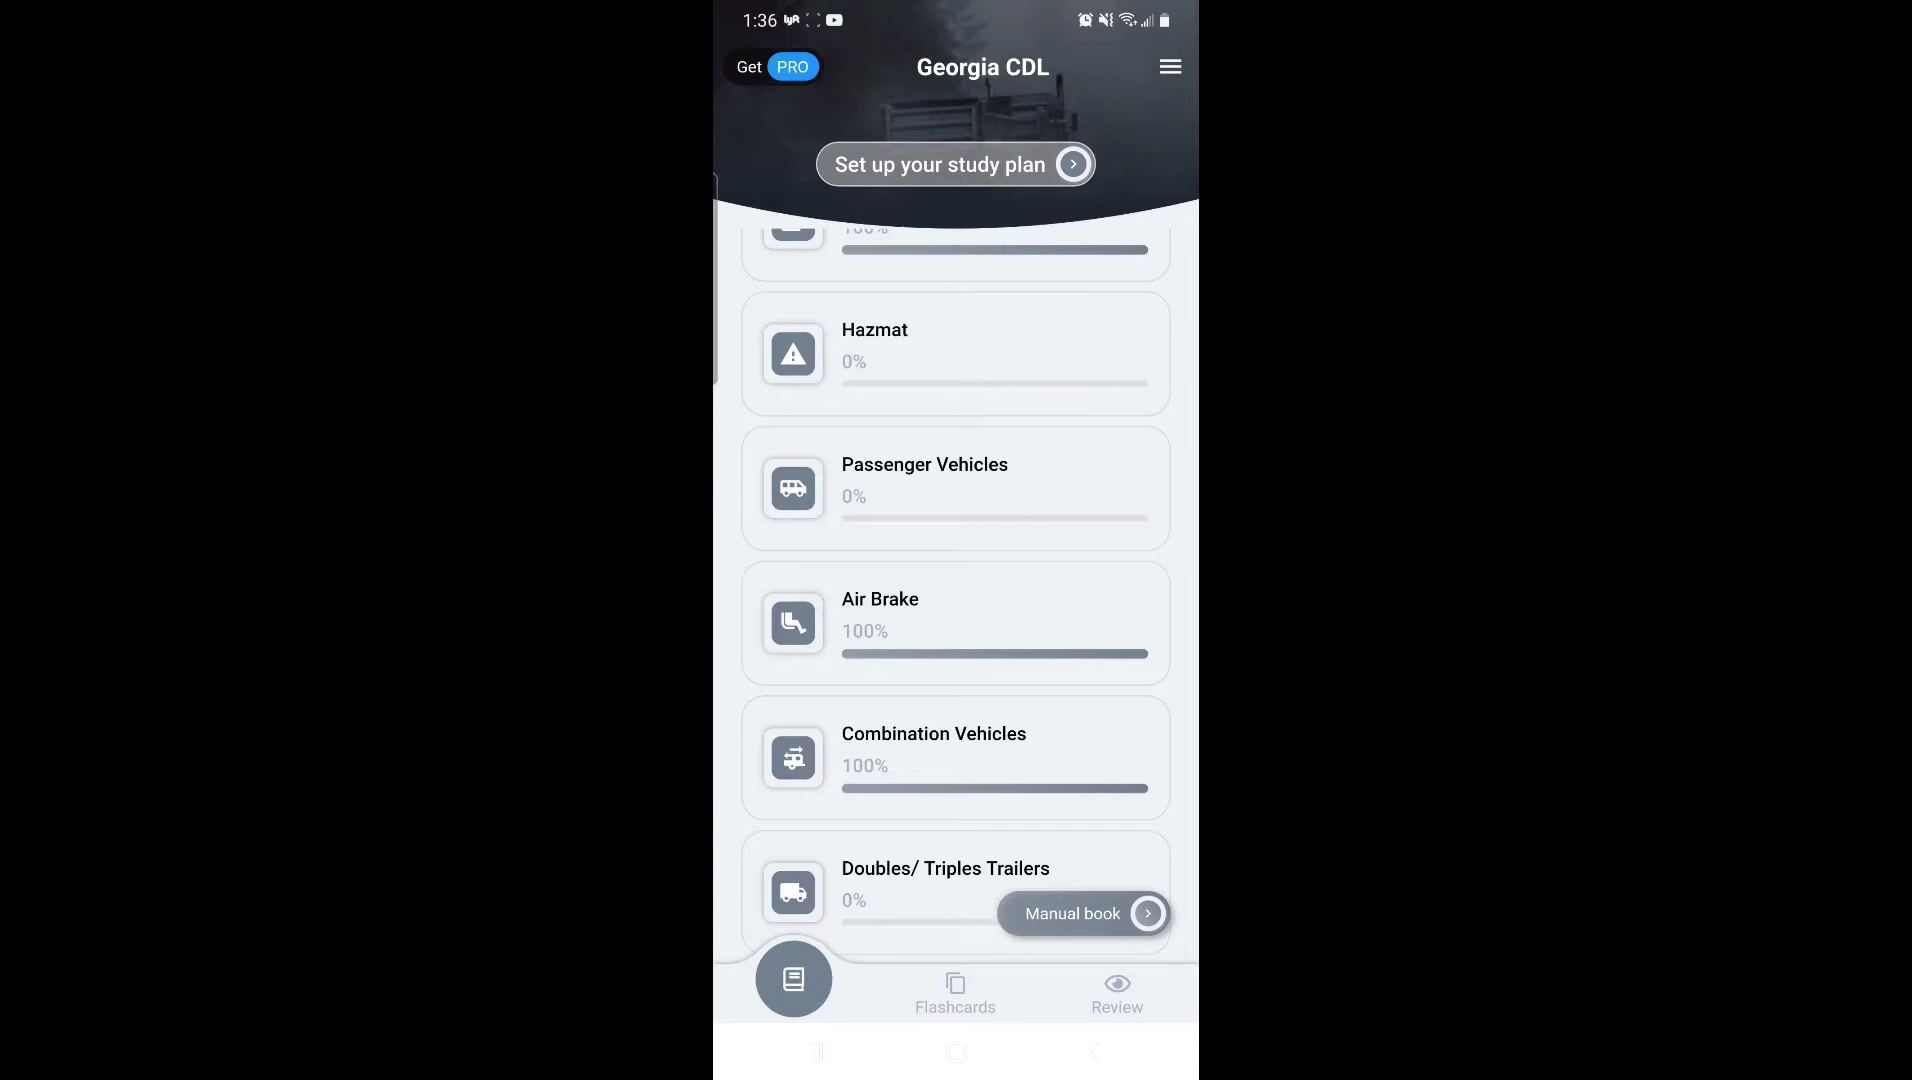 1:36 lyft
Get PRO
Georgia CDL
Set up your study plan
100%
Hazmat
0%
Passenger Vehicles
0%
Air Brake
100%
Combination Vehicles
100%
Doubles/ Triples Trailers
0%
Manual book
Flashcards
Review